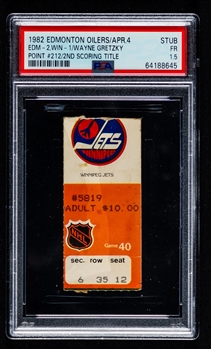 1982 EDMONTON OILERS/APR.4 STUB
EDM-2,WIN-1/WAYNE GRETZKY FR
POINT #212/2ND SCORING TITLE 1.5
PSA 64188645
JETS
WINNIPEG JETS
#5819
ADULT $10.00
NHL
Game 40
sec. row seat
6 35 12